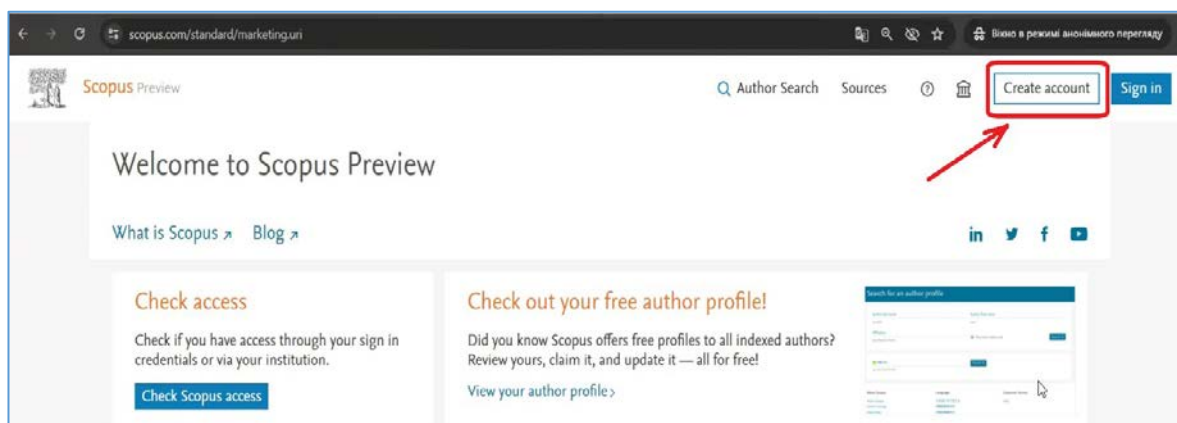 scopus.com/standard/marketing.uri
Вікно в режимі анонімного перегляду
Scopus Preview
Author Search
Sources
Create account
Sign in
Welcome to Scopus Preview
What is Scopus ↗ Blog ↗
in f
Check access
Check if you have access through your sign in
credentials or via your institution.
Check Scopus access
Check out your free author profile!
Did you know Scopus offers free profiles to all indexed authors?
Review yours, claim it, and update it — all for free!
View your author profile >
Search for an author profile